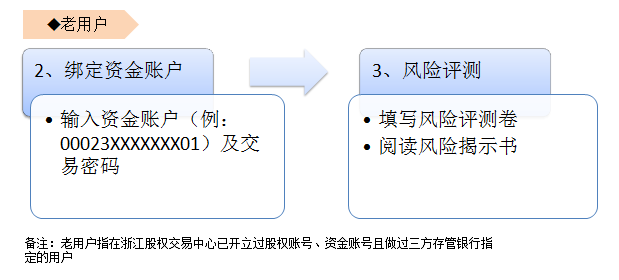 ◆老用户
2、绑定资金账户
3、风险评测
• 输入资金账户（例：
00023XXXXXXX01）及交
易密码
• 填写风险评测卷
• 阅读风险揭示书
备注：老用户指在浙江股权交易中心已开立过股权账号、资金账号且做过三方存管银行指
定的用户